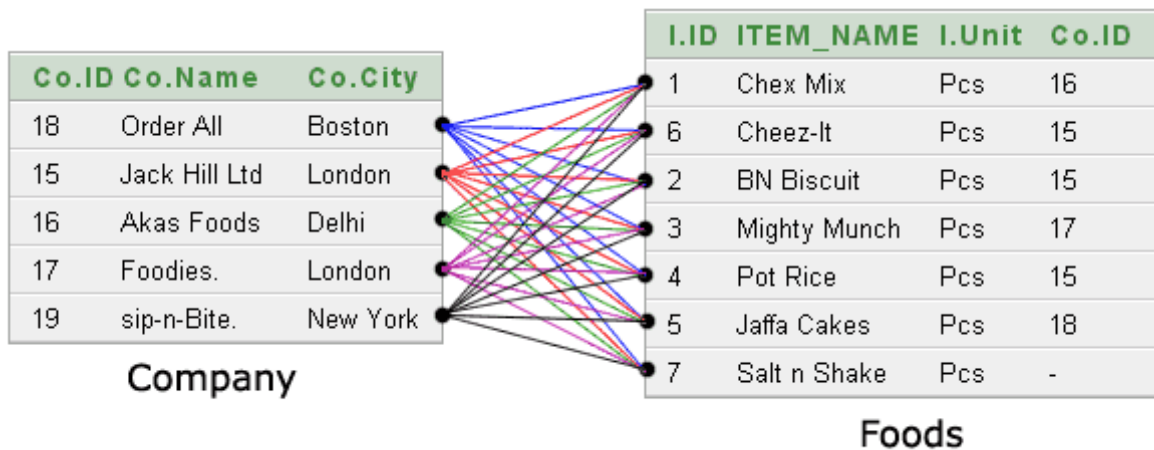 Co.ID Co.Name Co.City
18 Order All Boston
15 Jack Hill Ltd London
16 Akas Foods Delhi
17 Foodies. London
19 sip-n-Bite. New York
Company
I.ID ITEM_NAME I.Unit Co.ID
1 Chex Mix Pcs 16
6 Cheez-It Pcs 15
2 BN Biscuit Pcs 15
3 Mighty Munch Pcs 17
4 Pot Rice Pcs 15
5 Jaffa Cakes Pcs 18
7 Salt n Shake Pcs -
Foods